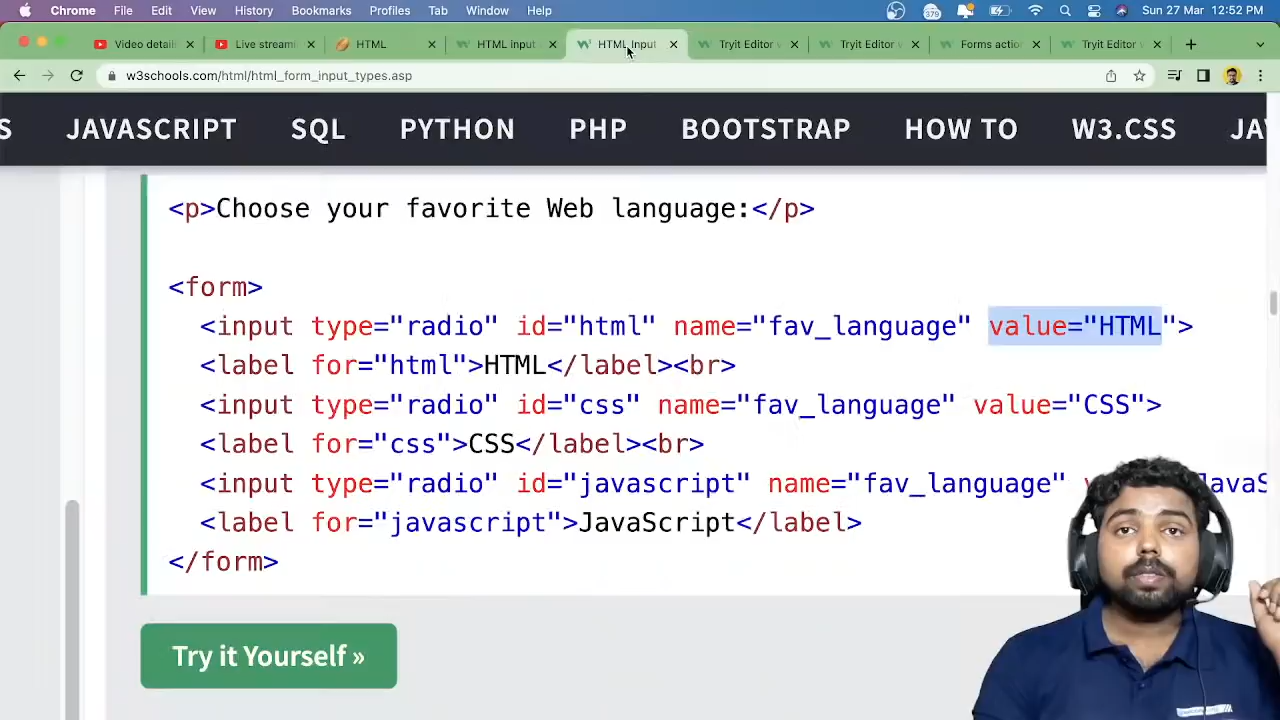 Chrome File Edit View History Bookmarks Profiles Tab Window Help 379 Sun 27 Mar 12:52 PM
Video detail Live streami HTML HTML Input HTML Input Tryit Editor v Tryit Editor v Forms actio Tryit Editor v
w3schools.com/html/html_form_input_types.asp
S JAVASCRIPT SQL PYTHON PHP BOOTSTRAP HOW TO W3.CSS JA
<p>Choose your favorite Web language:</p>
<form>
<input type="radio" id="html" name="fav_language" value="HTML">
<label for="html">HTML</label><br>
<input type="radio" id="css" name="fav_language" value="CSS">
<label for="css">CSS</label><br>
<input type="radio" id="javascript" name="fav_language" v JavaS
<label for="javascript">JavaScript</label>
</form>
Try it Yourself »